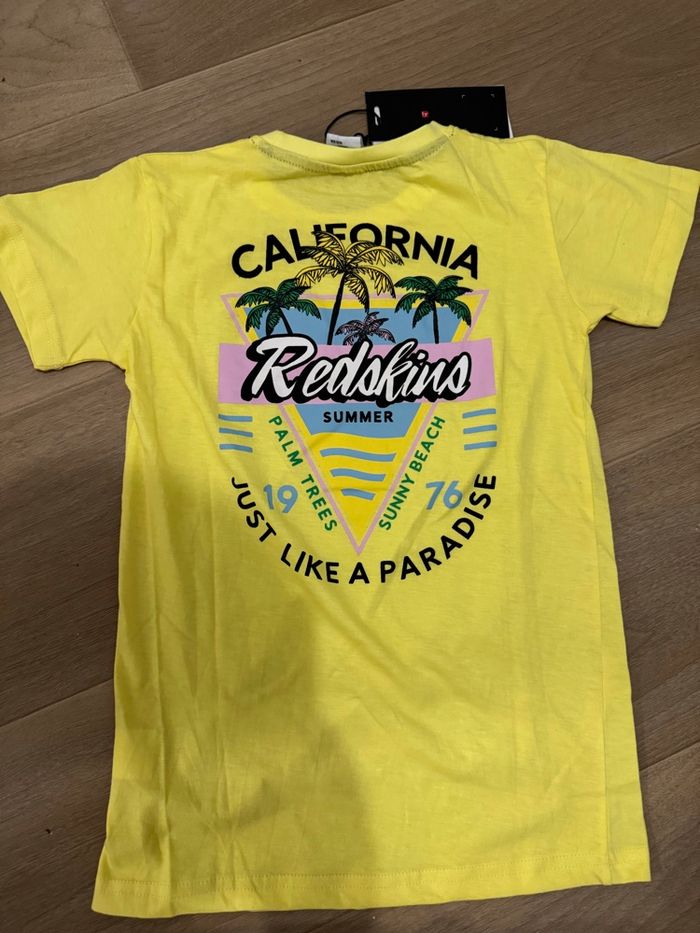 CALIFORNIA
Redskins
SUMMER
PALM TREES
SUNNY BEACH
19 76
JUST LIKE A PARADISE